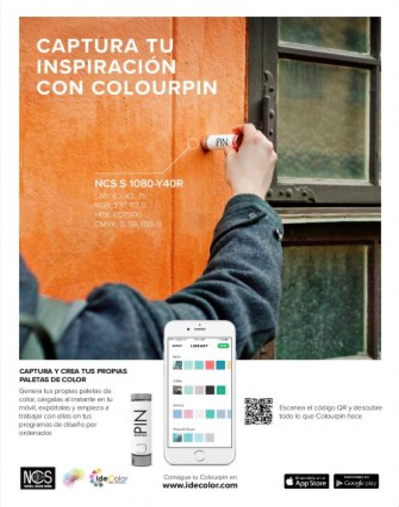 CAPTURA TU
INSPIRACIÓN
CON COLOURPIN
PIN
NCS S 1080-Y40R
CAPTURA Y CREA TUS PROPIAS
PALETAS DE COLOR
Genera tus propias paletas de
color, cárgalas al instante en tu
móvil, expórtalas y empieza a
trabajar con ellas en tus
programas de diseño por
ordenador.
PIN
LIBRARY
NCS
ideColor
Consigue tu Colourpin en
www.idecolor.com
Escanea el código QR y descubre
todo lo que Colourpin hace
App Store
Google play